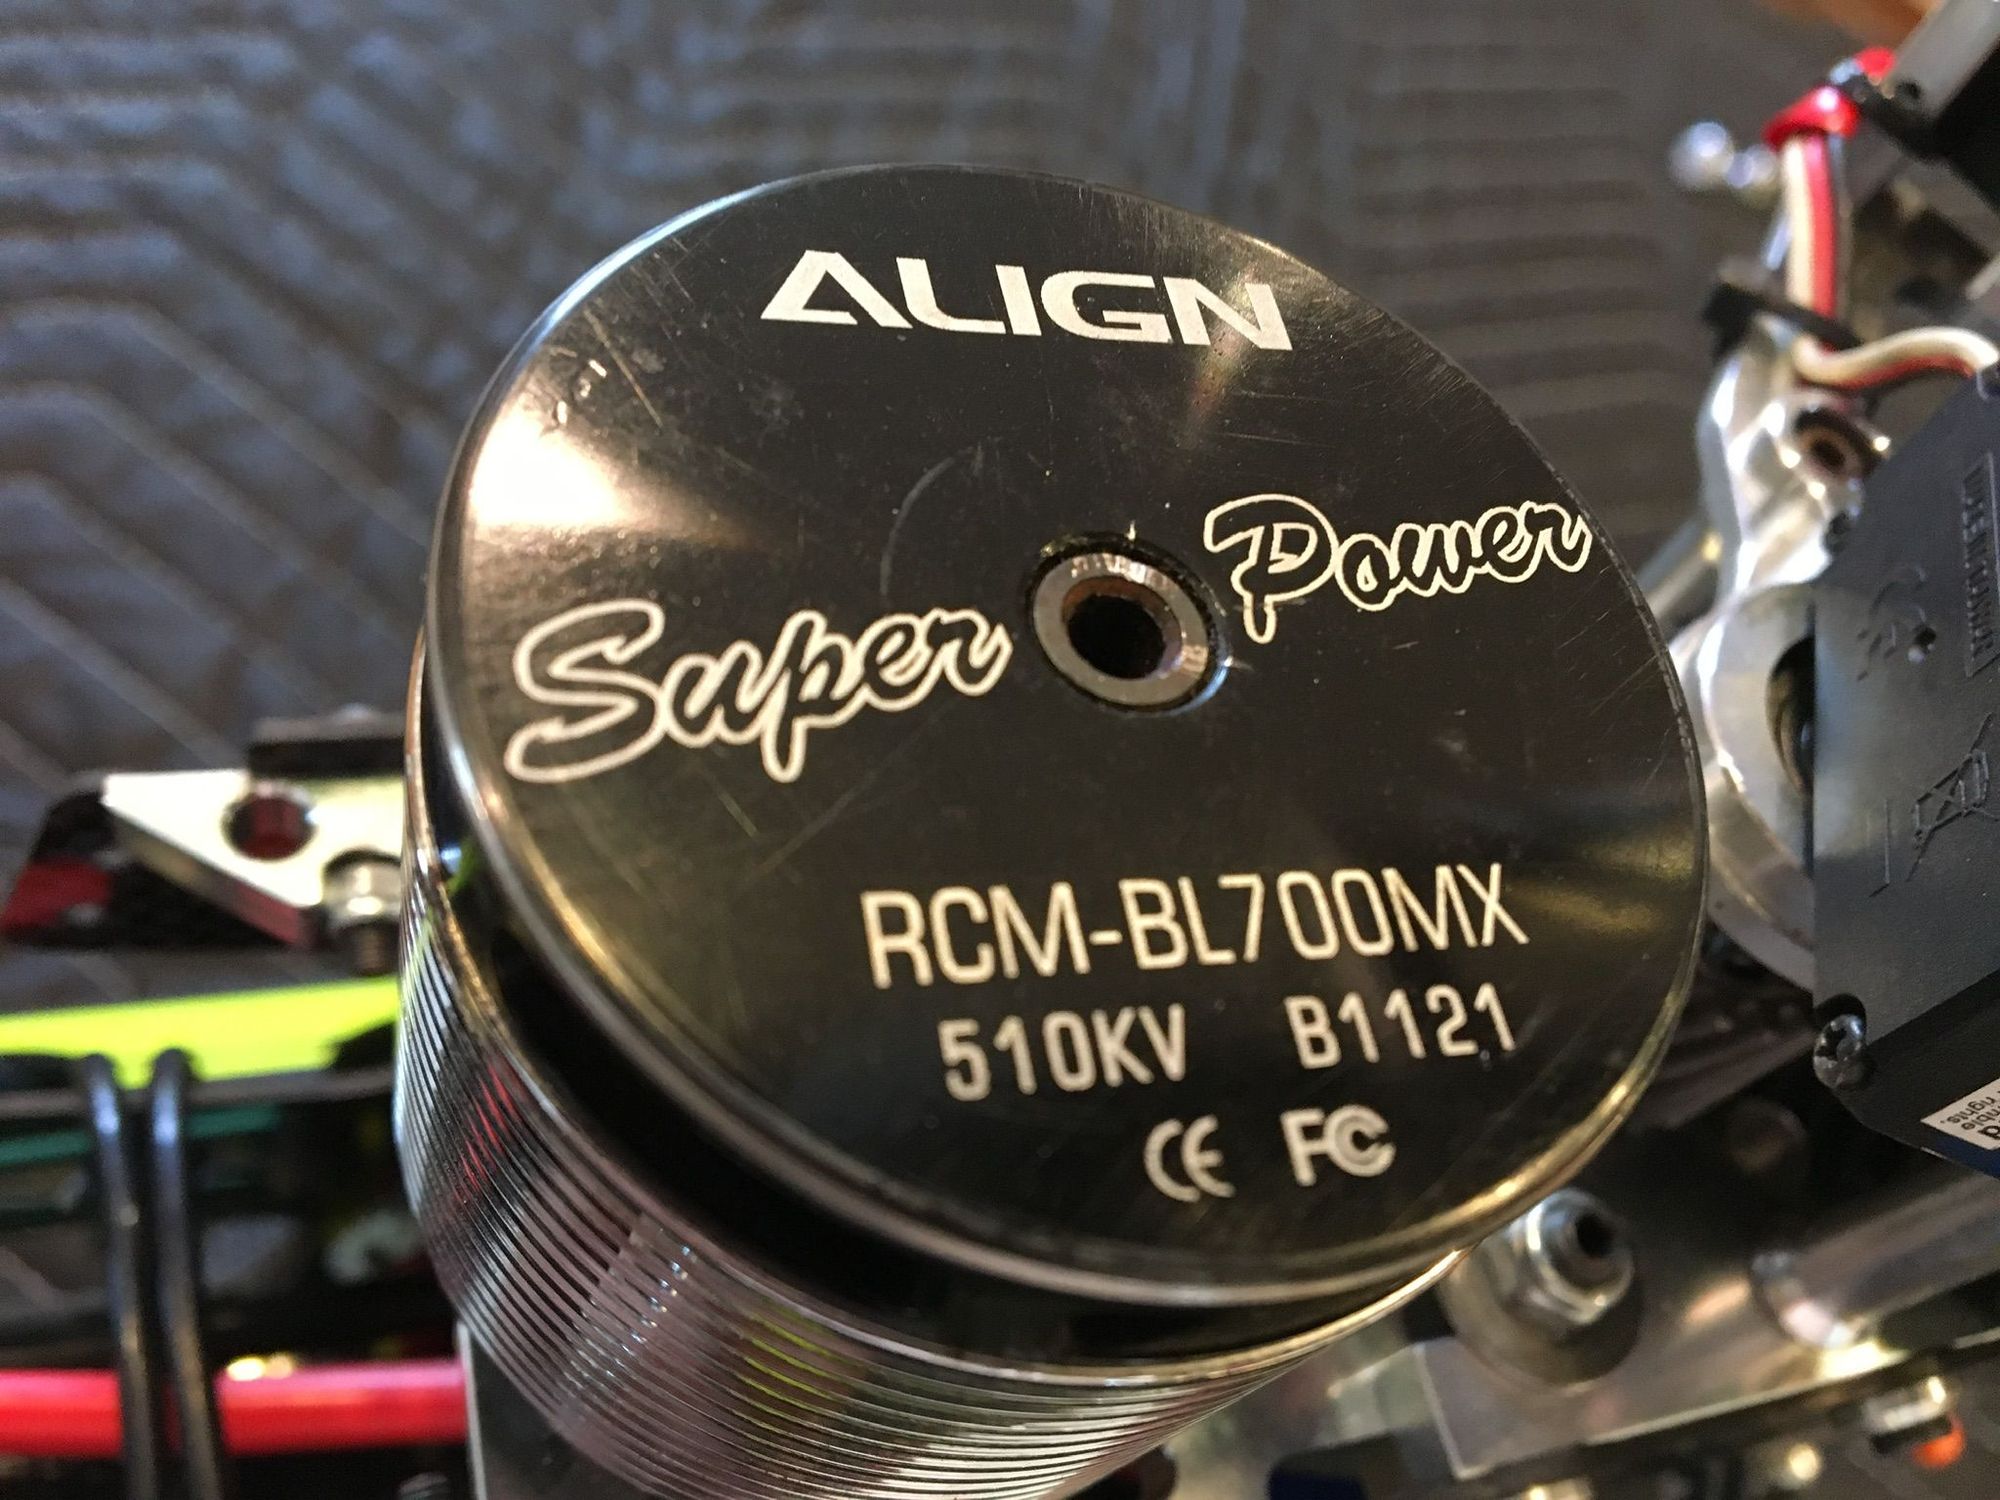 ALIGN
Super Power
RCM-BL700MX
510KV B1121
CE FC